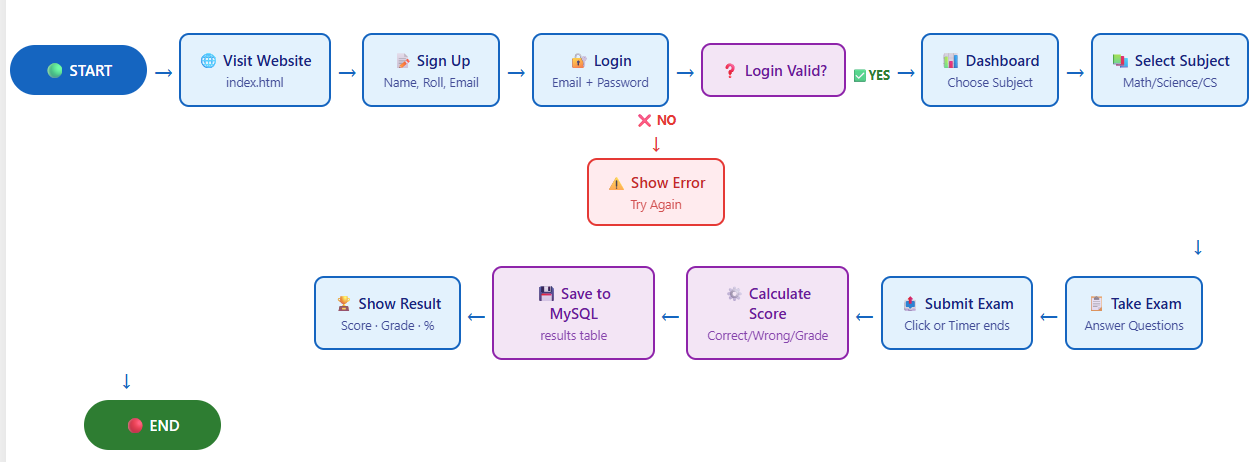 START
Visit Website
index.html
Sign Up
Name, Roll, Email
Login
Email + Password
Login Valid?
YES
Dashboard
Choose Subject
Select Subject
Math/Science/CS
NO
Show Error
Try Again
Show Result
Score · Grade · %
Save to
MySQL
results table
Calculate
Score
Correct/Wrong/Grade
Submit Exam
Click or Timer ends
Take Exam
Answer Questions
END